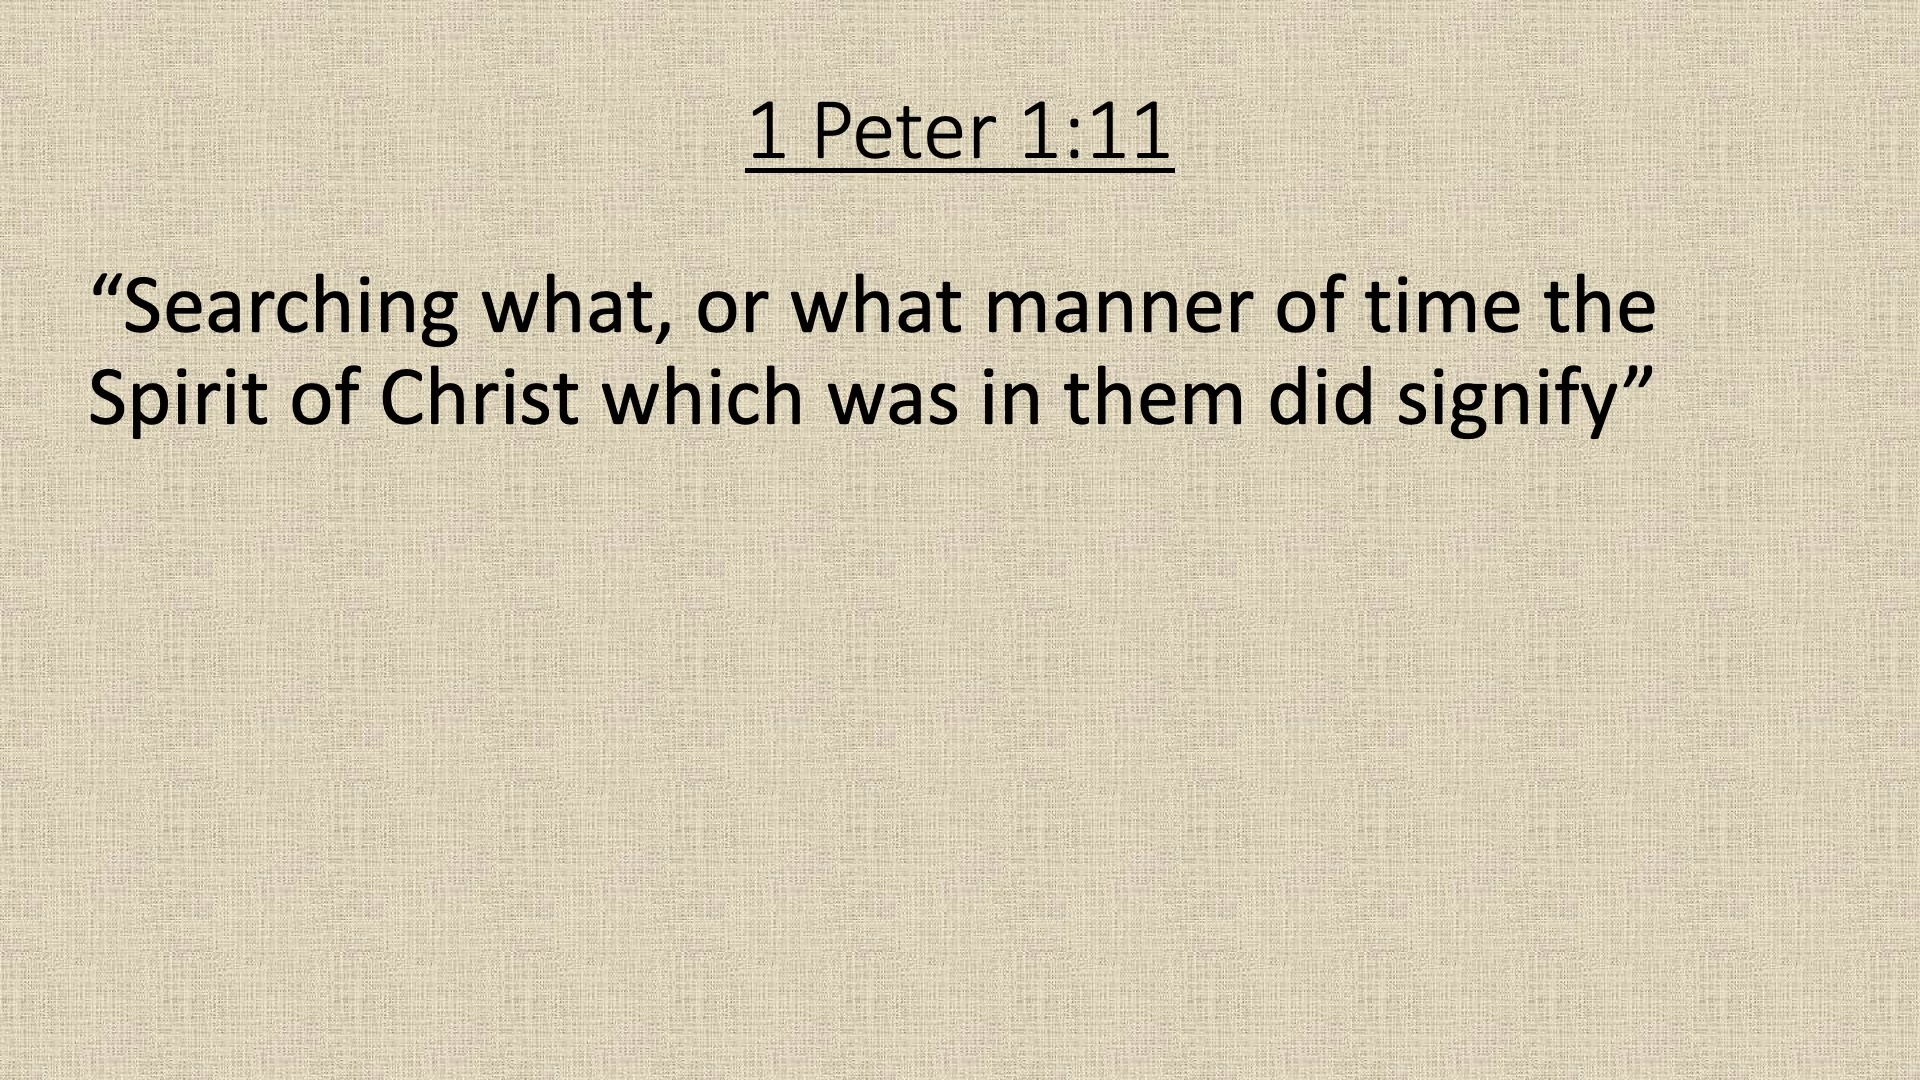 1 Peter 1:11
“Searching what, or what manner of time the
Spirit of Christ which was in them did signify”